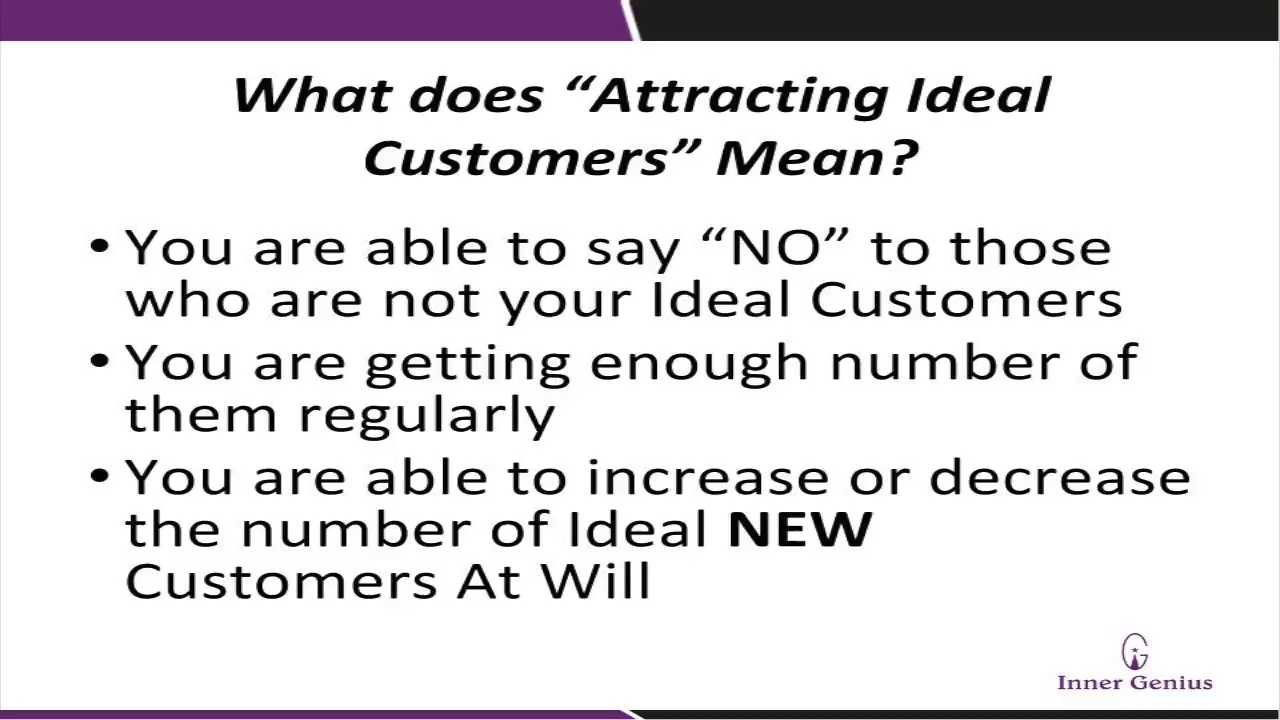 What does “Attracting Ideal
Customers” Mean?
• You are able to say “NO” to those
who are not your Ideal Customers
• You are getting enough number of
them regularly
• You are able to increase or decrease
the number of Ideal NEW
Customers At Will
Inner Genius